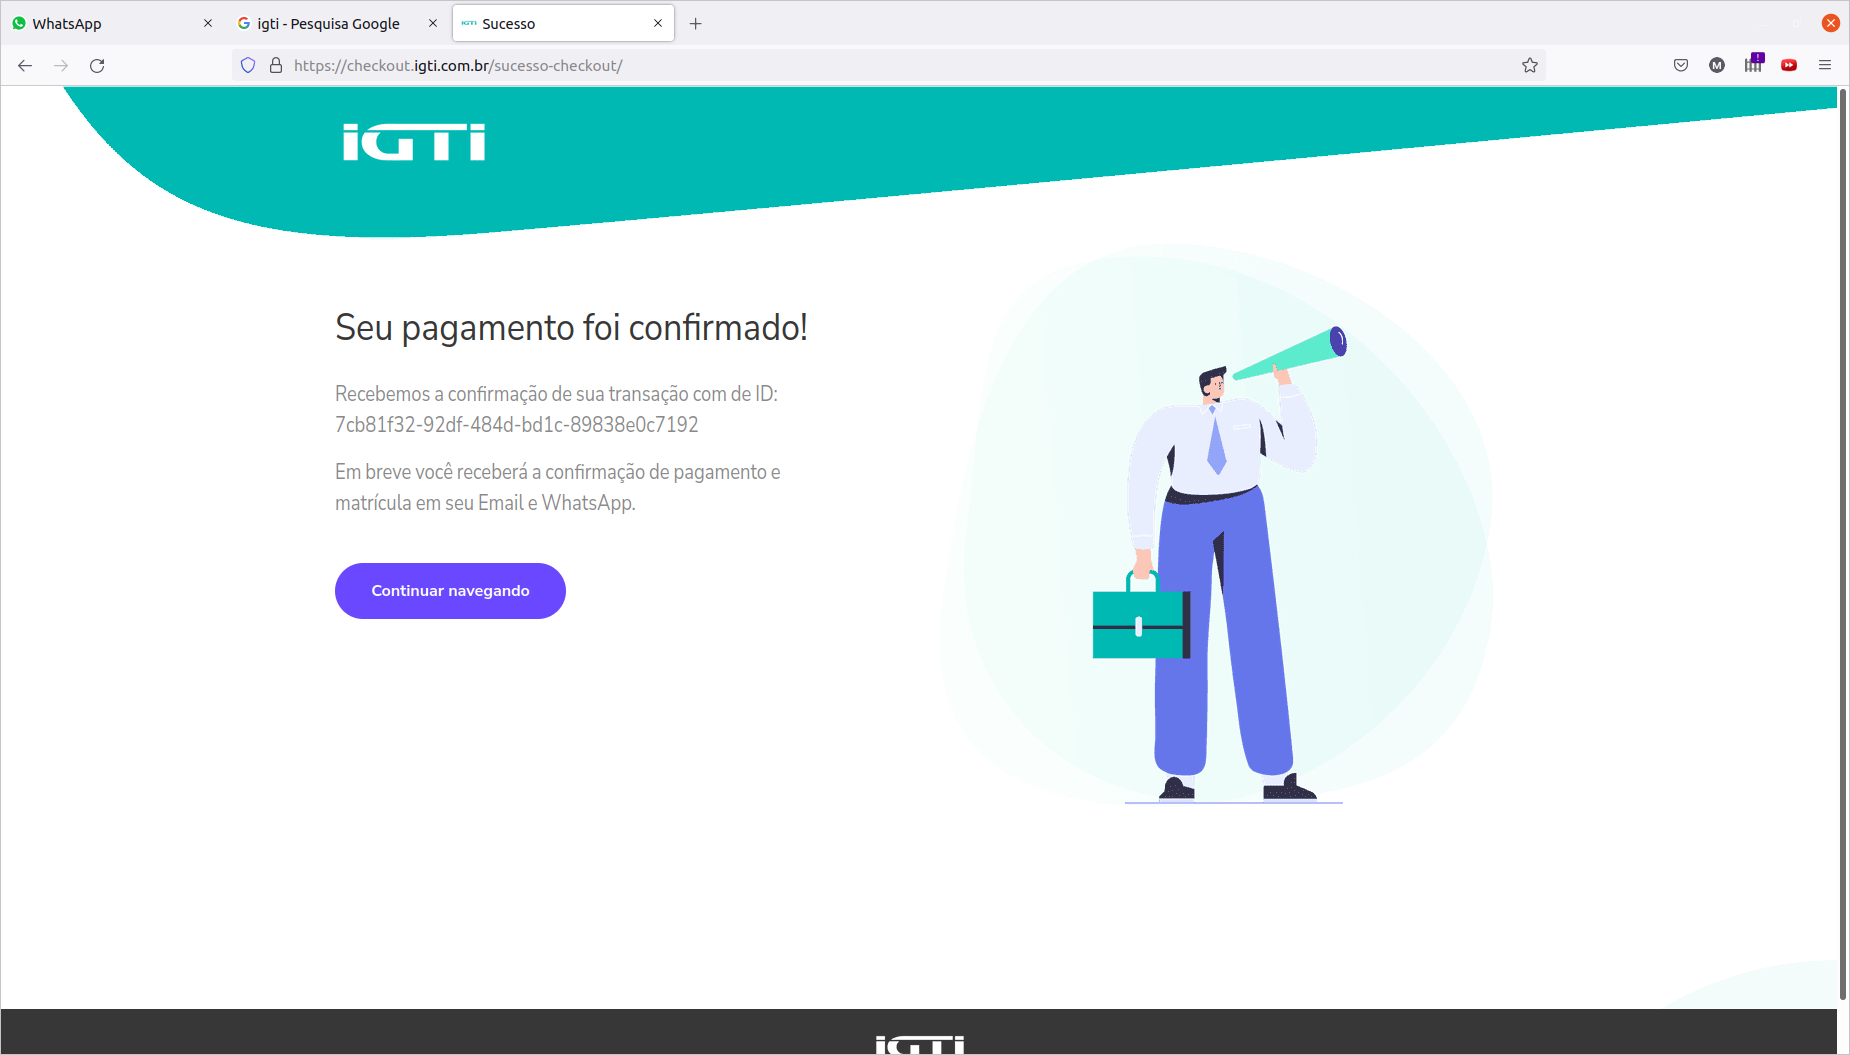 WhatsApp
igti - Pesquisa Google
IGTI Sucesso
https://checkout.igti.com.br/sucesso-checkout/
M
!
iGTi
Seu pagamento foi confirmado!
Recebemos a confirmação de sua transação com de ID:
7cb81f32-92df-484d-bd1c-89838e0c7192
Em breve você receberá a confirmação de pagamento e
matrícula em seu Email e WhatsApp.
Continuar navegando
iGTi